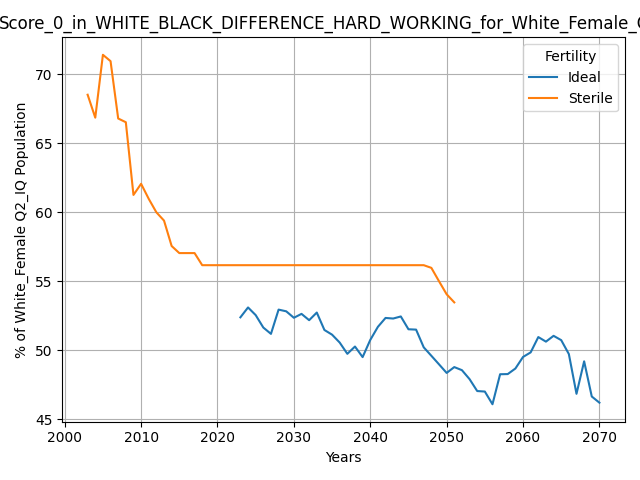 Score_0_in_WHITE_BLACK_DIFFERENCE_HARD_WORKING_for_White_Female_
Fertility
Ideal
Sterile
% of White_Female Q2_IQ Population
70
65
60
55
50
45
2000 2010 2020 2030 2040 2050 2060 2070
Years